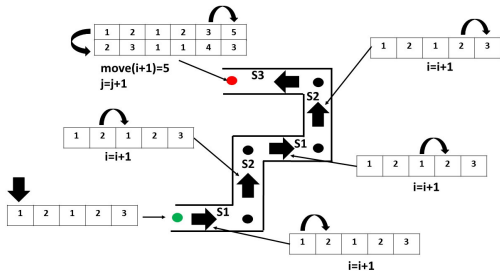 1 2 1 2 3 5
2 3 1 1 4 3
move(i+1)=5
j=j+1
S3
1 2 1 2 3
i=i+1
S2
1 2 1 2 3
i=i+1
S1
S2
1 2 1 2 3
i=i+1
1 2 1 2 3
S1
1 2 1 2 3
i=i+1